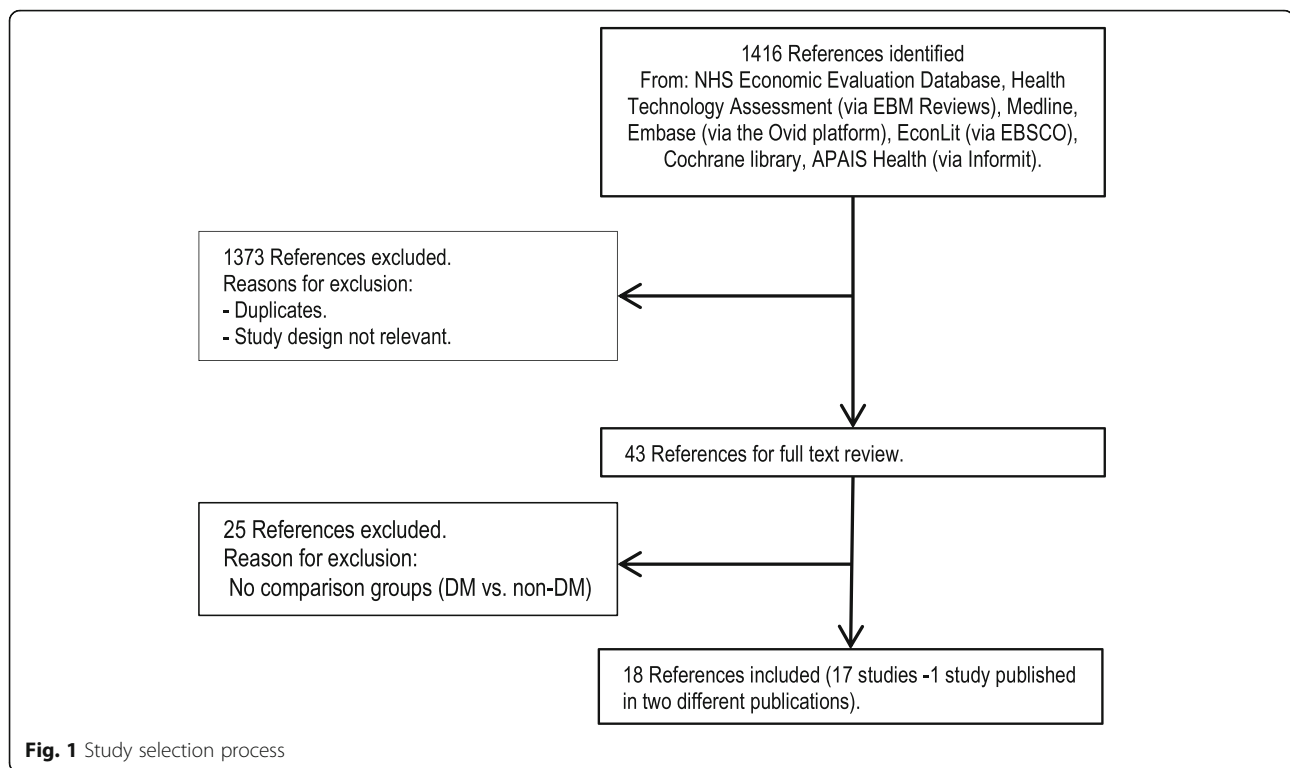 1416 References identified
From: NHS Economic Evaluation Database, Health
Technology Assessment (via EBM Reviews), Medline,
Embase (via the Ovid platform), EconLit (via EBSCO),
Cochrane library, APAIS Health (via Informit).
1373 References excluded.
Reasons for exclusion:
- Duplicates.
- Study design not relevant.
43 References for full text review.
25 References excluded.
Reason for exclusion:
No comparison groups (DM vs. non-DM)
18 References included (17 studies -1 study published
in two different publications).
Fig. 1 Study selection process